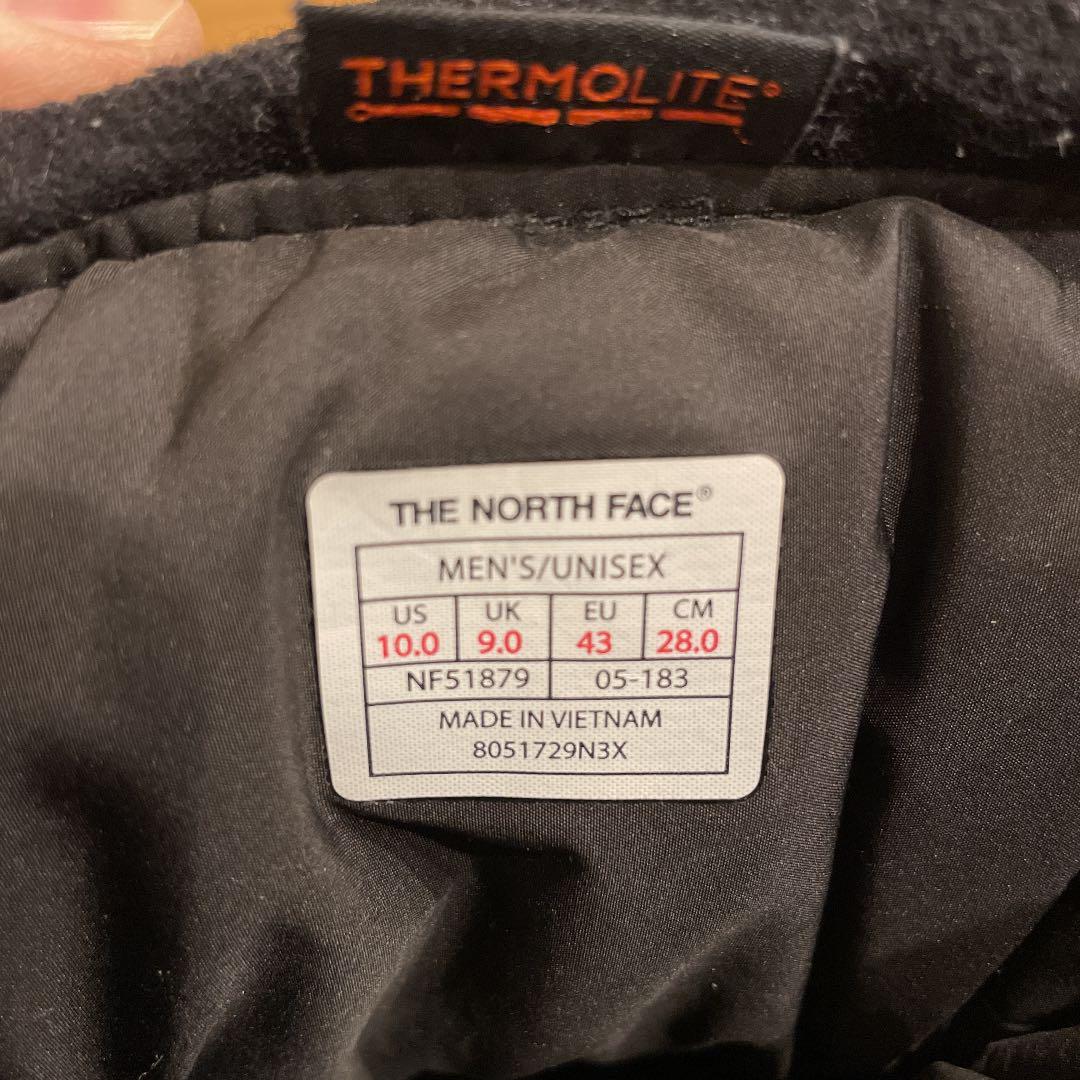 THERMOLITE®
THE NORTH FACE®
MEN'S/UNISEX
US UK EU CM
10.0 9.0 43 28.0
NF51879 05-183
MADE IN VIETNAM
8051729N3X